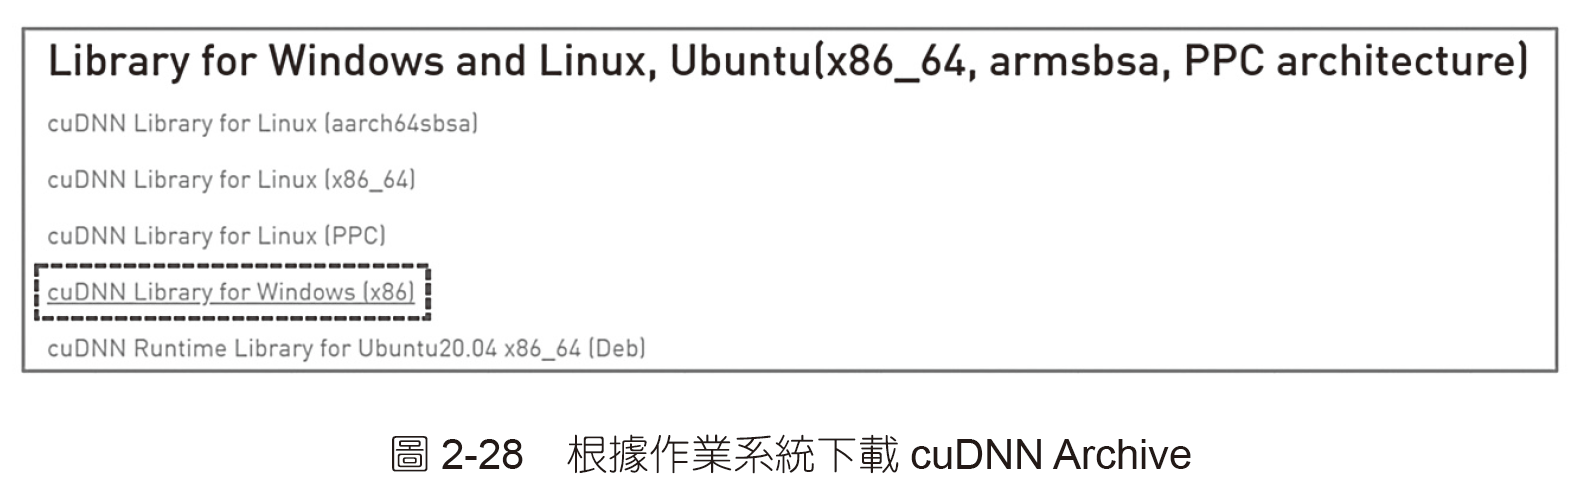 Library for Windows and Linux, Ubuntu(x86_64, armsbsa, PPC architecture)
cuDNN Library for Linux (aarch64sbsa)
cuDNN Library for Linux (x86_64)
cuDNN Library for Linux (PPC)
cuDNN Library for Windows (x86)
cuDNN Runtime Library for Ubuntu20.04 x86_64 (Deb)
圖 2-28　根據作業系統下載 cuDNN Archive